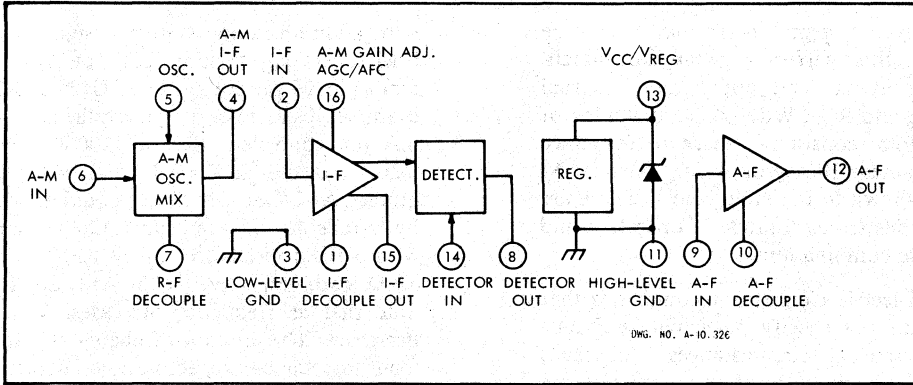 A-M
I-F
OUT
OSC.
I-F
IN
A-M GAIN ADJ.
AGC/AFC
VCC/VREG
5
4
2
16
13
A-M
IN
6
A-M
OSC.
MIX
I-F
DETECT.
REG.
A-F
12
A-F
OUT
7
3
1
15
14
8
11
9
10
R-F
DECOUPLE
LOW-LEVEL
GND
I-F
DECOUPLE
I-F
OUT
DETECTOR
IN
DETECTOR
OUT
HIGH-LEVEL
GND
A-F
IN
A-F
DECOUPLE
DWG. NO. A-10.326